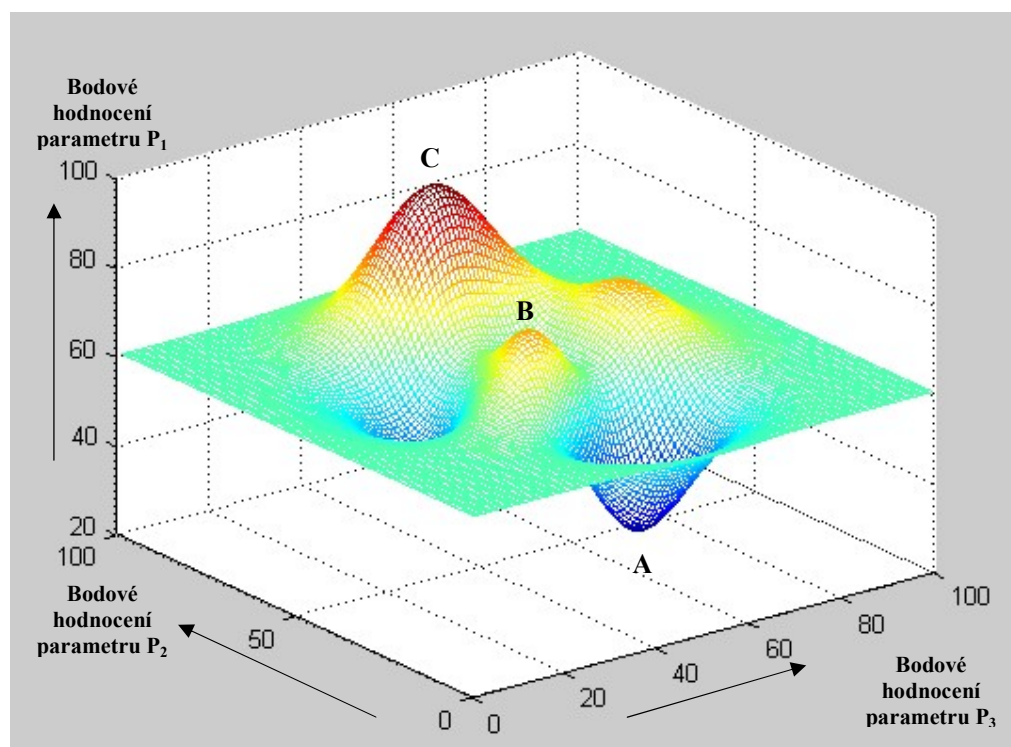 Bodové
hodnocení
parametru P₁
100
80
60
40
20
C
B
A
100
50
0
Bodové
hodnocení
parametru P₂
0
20
40
60
80
100
Bodové
hodnocení
parametru P₃